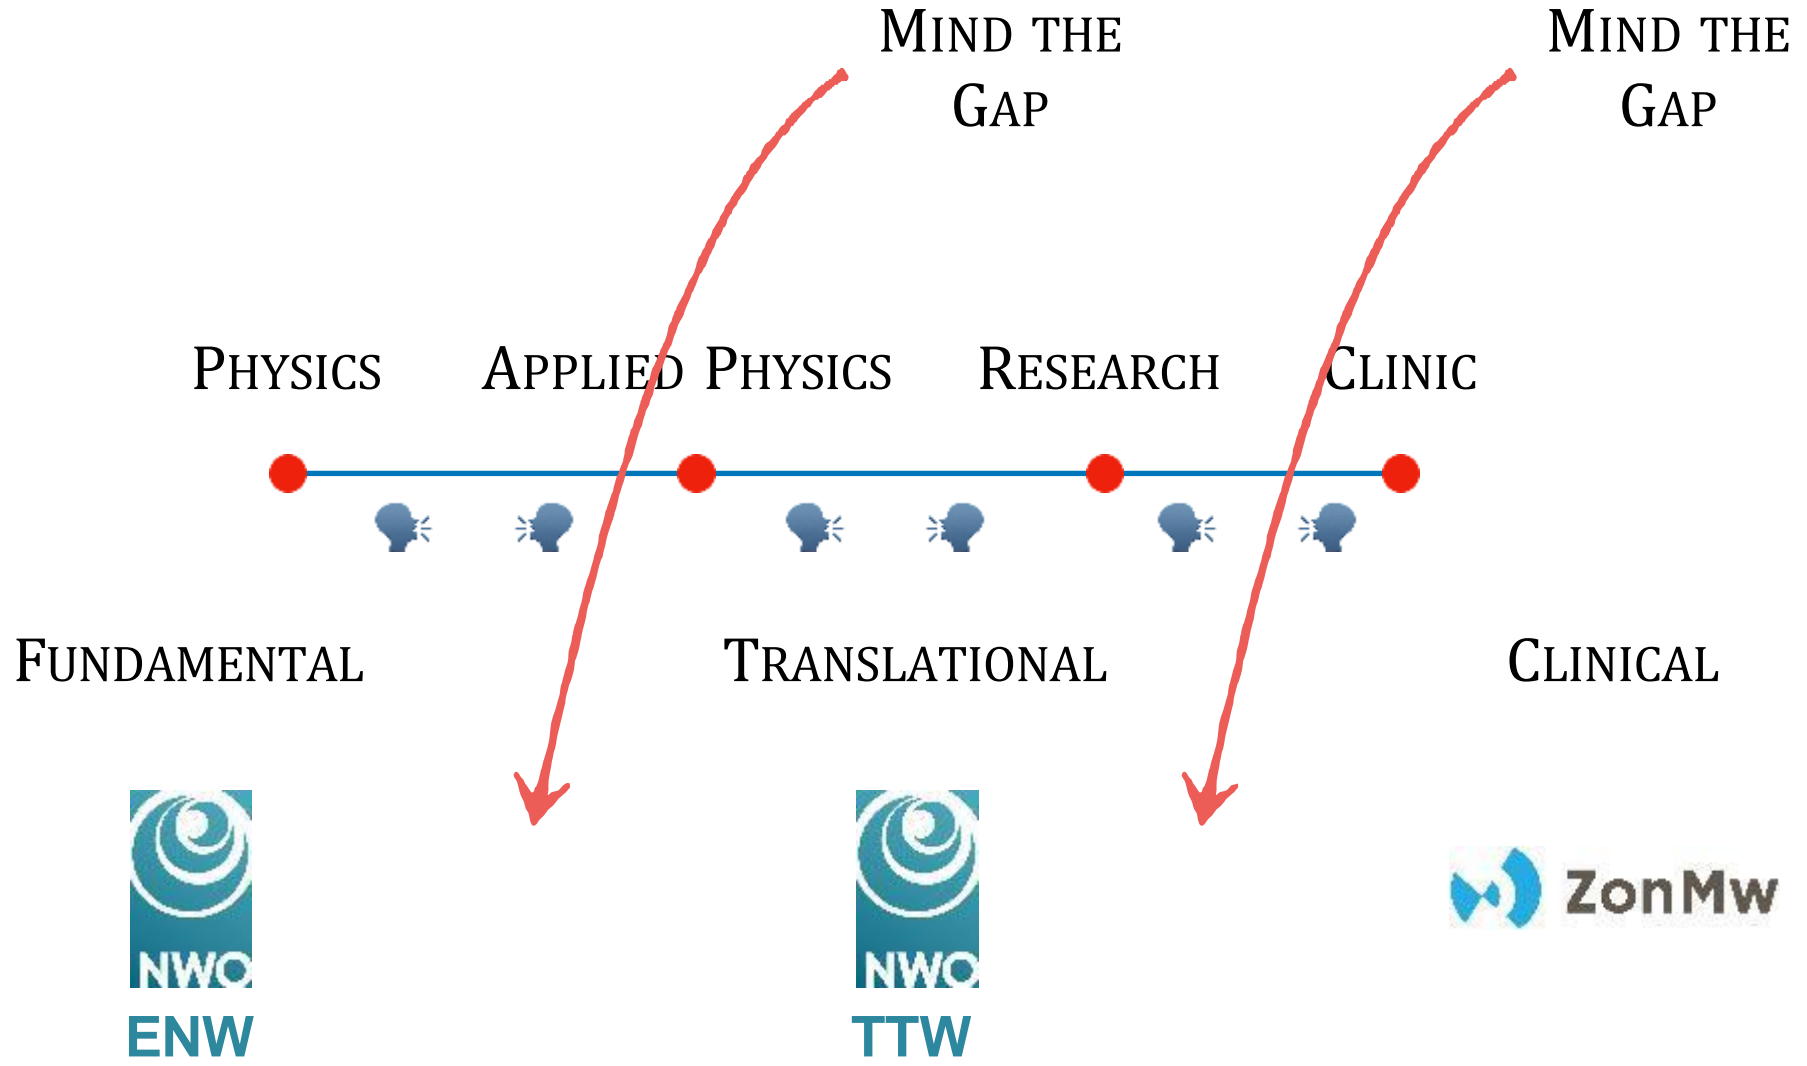 MIND THE
GAP
MIND THE
GAP
PHYSICS
APPLIED PHYSICS
RESEARCH
CLINIC
FUNDAMENTAL
TRANSLATIONAL
CLINICAL
NWO
ENW
NWO
TTW
ZonMw